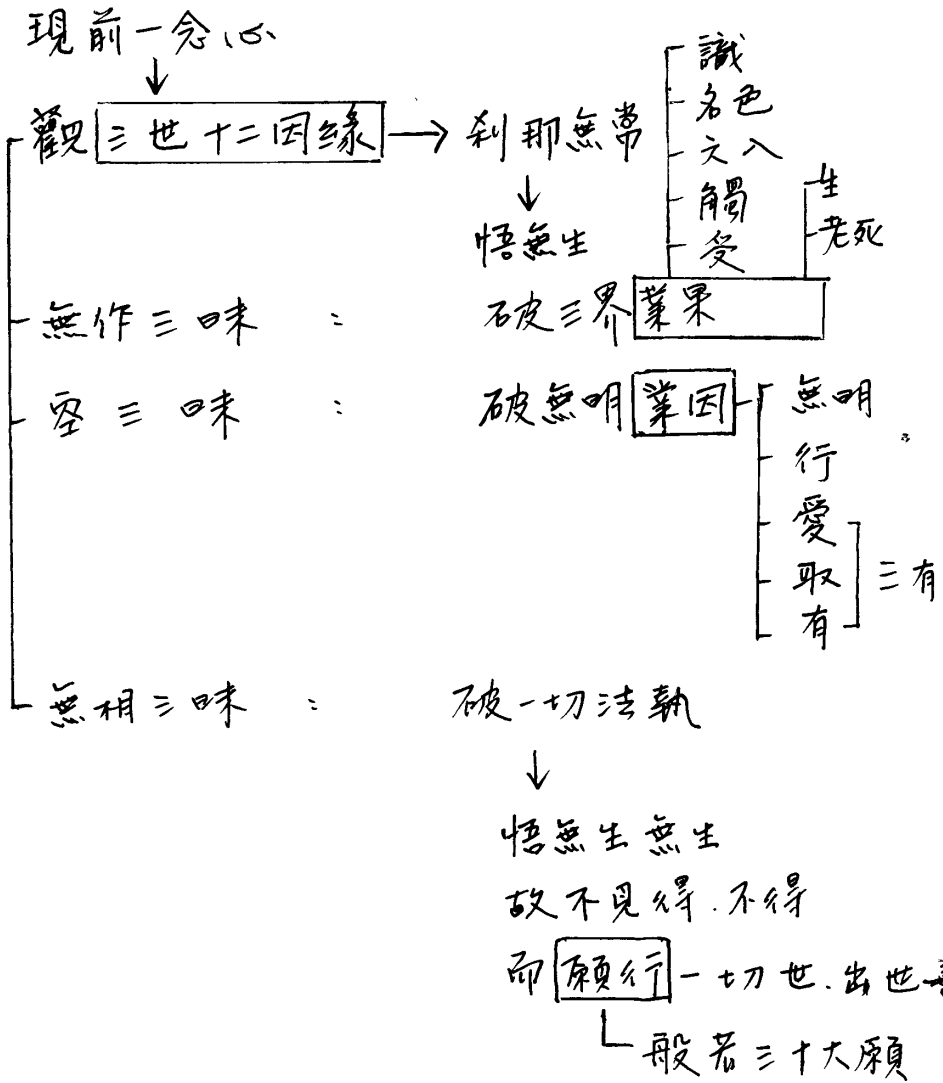 現前一念心
觀三世十二因緣 → 剎那無常
識
名色
六入
觸
受
生
老死
↓
悟無生
無作三昧 : 破三界業果
空三昧 : 破無明業因
無明
行
愛
取
有
三有
無相三昧 : 破一切法執
↓
悟無生無生
故不見得.不得
而願行一切世.出世
般若三十大願